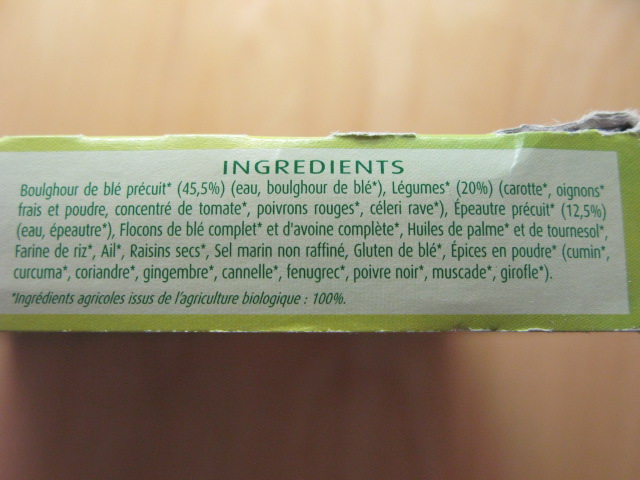 INGREDIENTS
Boulghour de blé précuit* (45,5%) (eau, boulghour de blé*), Légumes* (20%) (carotte*, oignons*
frais et poudre, concentré de tomate*, poivrons rouges*, céleri rave*), Épeautre précuit* (12,5%)
(eau, épeautre*), Flocons de blé complet* et d'avoine complète*, Huiles de palme* et de tournesol*,
Farine de riz*, Ail*, Raisins secs*, Sel marin non raffiné, Gluten de blé*, Épices en poudre* (cumin*,
curcuma*, coriandre*, gingembre*, cannelle*, fenugrec*, poivre noir*, muscade*, girofle*).
*Ingrédients agricoles issus de l'agriculture biologique : 100%.